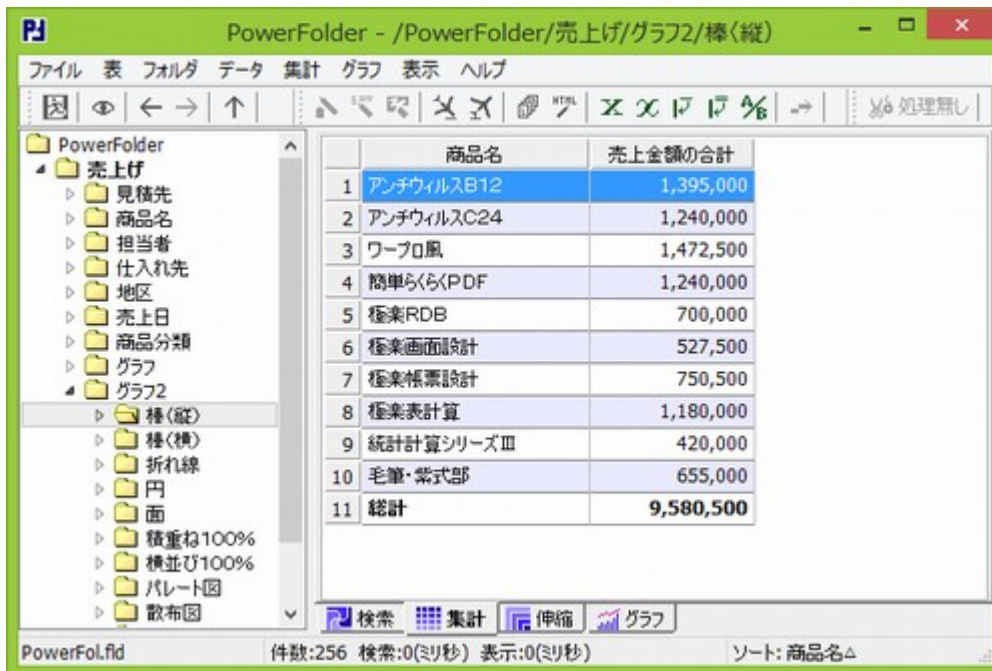 PowerFolder - /PowerFolder/売上げ/グラフ2/棒(縦)
ファイル 表 フォルダ データ 集計 グラフ 表示 ヘルプ
HTML A/B 処理無し
PowerFolder
売上げ
見積先
商品名
担当者
仕入れ先
地区
売上日
商品分類
グラフ
グラフ2
棒(縦)
棒(横)
折れ線
円
面
積重ね100%
横並び100%
パレート図
散布図
商品名 売上金額の合計
1 アンチウィルスB12 1,395,000
2 アンチウィルスC24 1,240,000
3 ワープロ風 1,472,500
4 簡単らくらくPDF 1,240,000
5 極楽RDB 700,000
6 極楽画面設計 527,500
7 極楽帳票設計 750,500
8 極楽表計算 1,180,000
9 統計計算シリーズⅢ 420,000
10 毛筆・紫式部 655,000
11 総計 9,580,500
検索 集計 伸縮 グラフ
PowerFol.fld 件数:256 検索:0(ミリ秒) 表示:0(ミリ秒) ソート: 商品名△